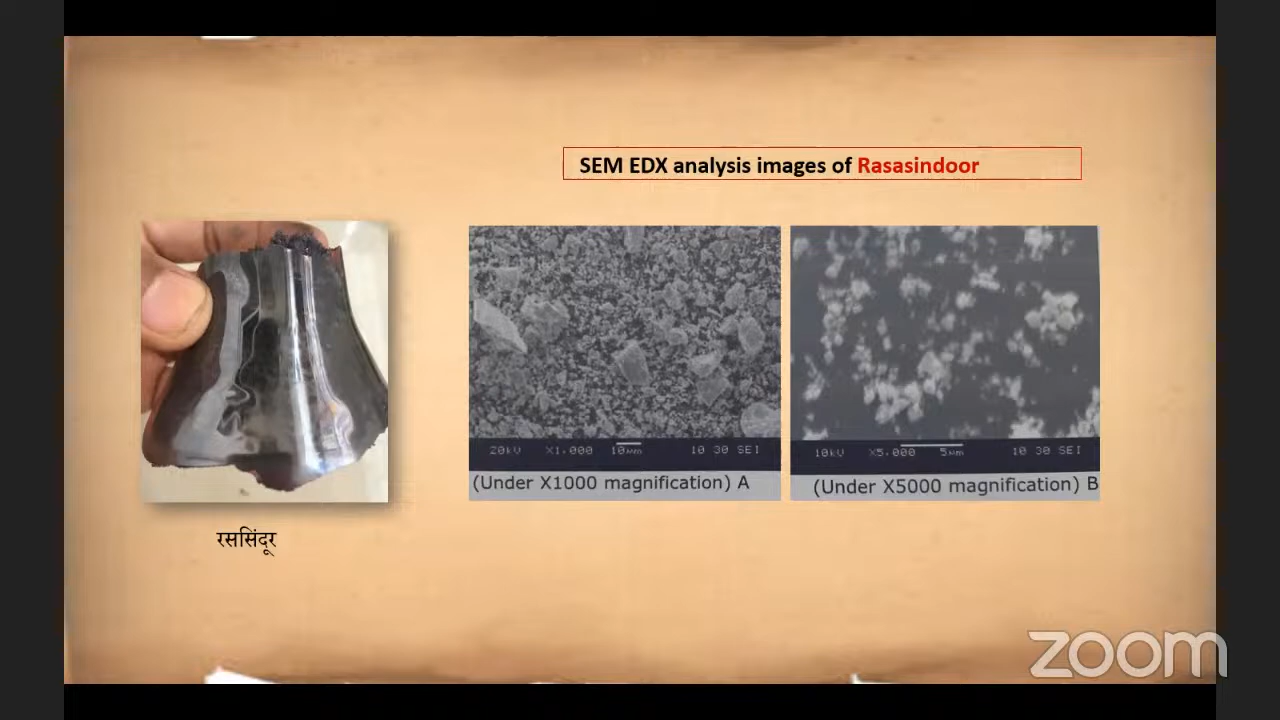 SEM EDX analysis images of Rasasindoor
20kV X1,000 10µm 10 30 SEI
10kV X5,000 5µm 10 30 SEI
(Under X1000 magnification) A
(Under X5000 magnification) B
रससिंदूर
zoom